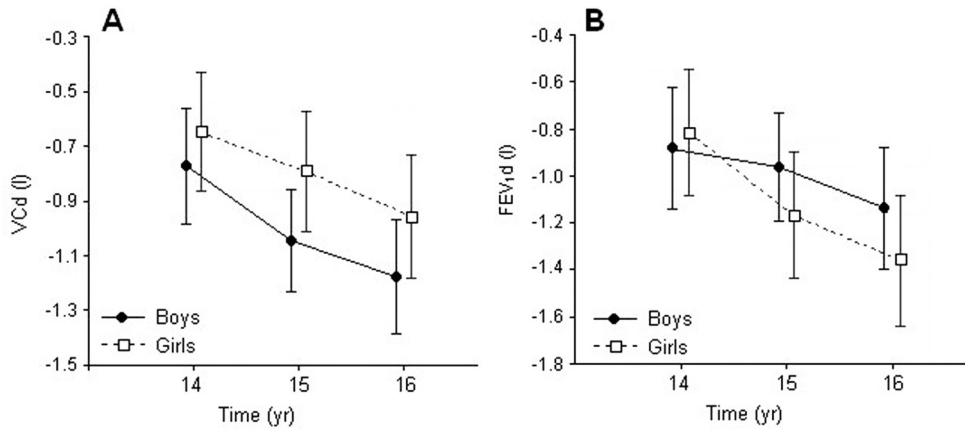 A
-0.3
-0.5
-0.7
-0.9
-1.1
-1.3
-1.5
VCd (l)
Boys
Girls
14 15 16
Time (yr)
B
-0.4
-0.6
-0.8
-1.0
-1.2
-1.4
-1.6
-1.8
FEV₁d (l)
Boys
Girls
14 15 16
Time (yr)